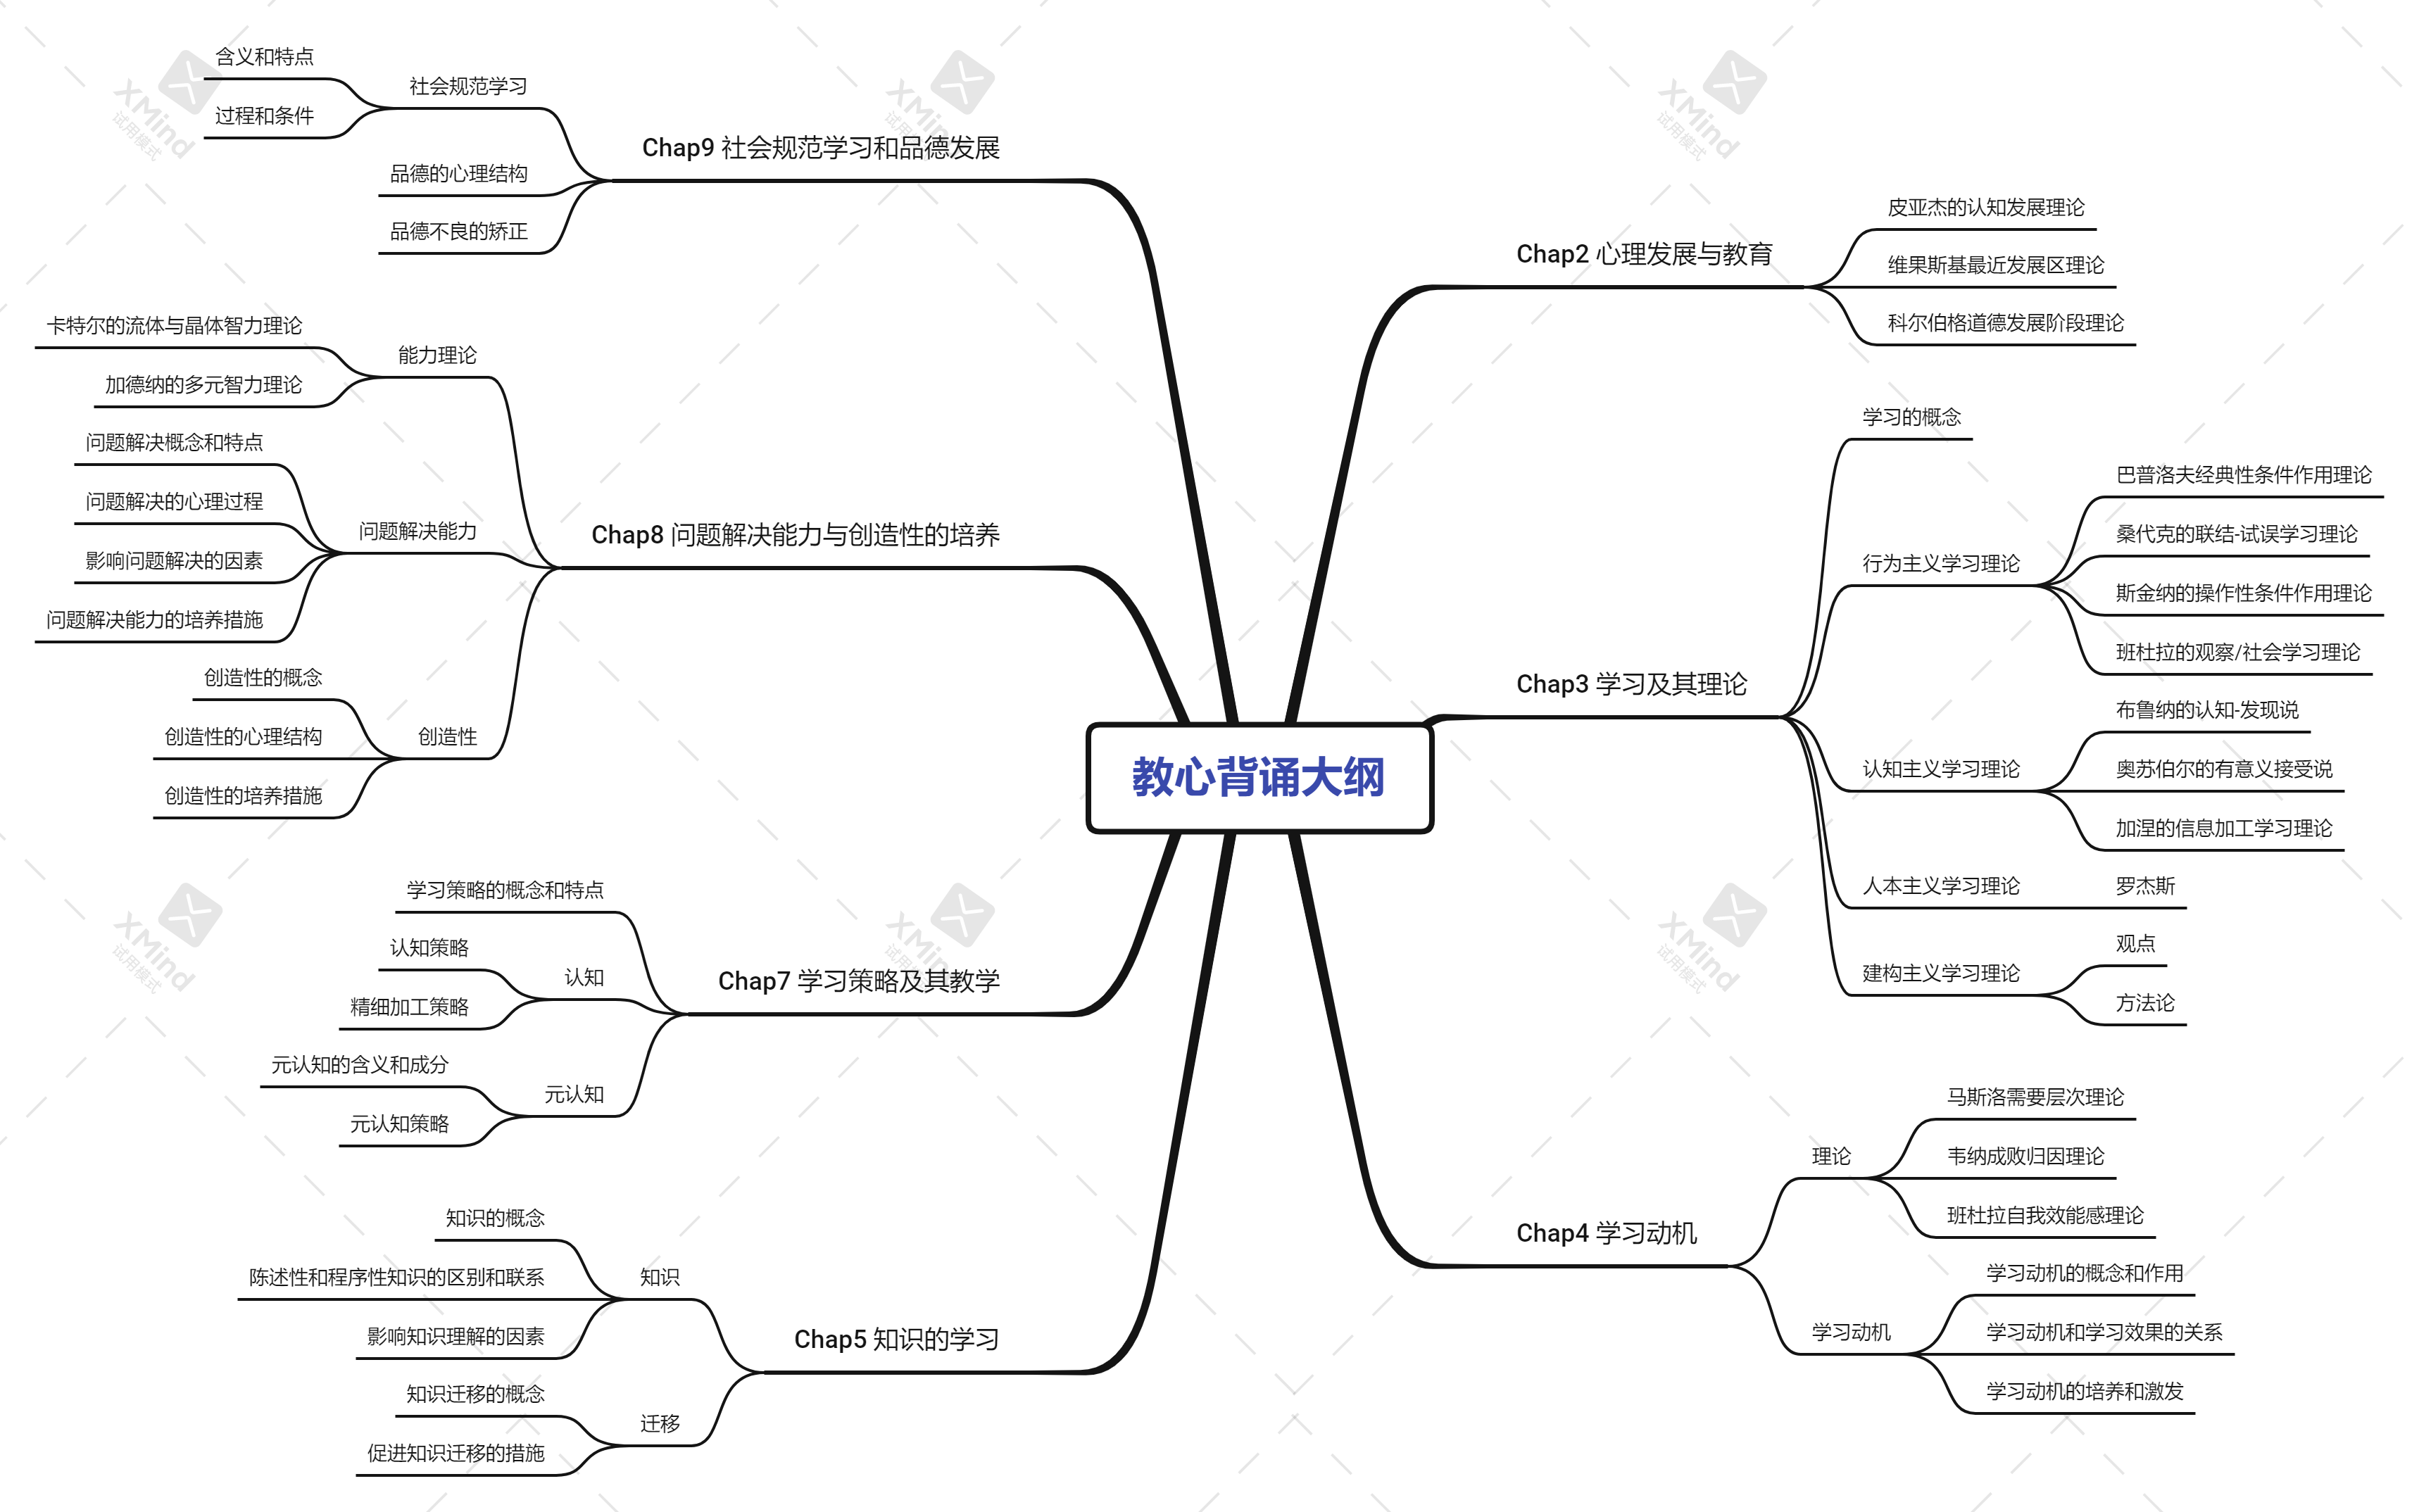 教心背诵大纲
Chap2 心理发展与教育
皮亚杰的认知发展理论
维果斯基最近发展区理论
科尔伯格道德发展阶段理论
Chap3 学习及其理论
学习的概念
行为主义学习理论
巴普洛夫经典性条件作用理论
桑代克的联结-试误学习理论
斯金纳的操作性条件作用理论
班杜拉的观察/社会学习理论
认知主义学习理论
布鲁纳的认知-发现说
奥苏伯尔的有意义接受说
加涅的信息加工学习理论
人本主义学习理论
罗杰斯
建构主义学习理论
观点
方法论
Chap4 学习动机
理论
马斯洛需要层次理论
韦纳成败归因理论
班杜拉自我效能感理论
学习动机
学习动机的概念和作用
学习动机和学习效果的关系
学习动机的培养和激发
Chap5 知识的学习
知识
知识的概念
陈述性和程序性知识的区别和联系
影响知识理解的因素
迁移
知识迁移的概念
促进知识迁移的措施
Chap7 学习策略及其教学
学习策略的概念和特点
认知
认知策略
精细加工策略
元认知
元认知的含义和成分
元认知策略
Chap8 问题解决能力与创造性的培养
能力理论
卡特尔的流体与晶体智力理论
加德纳的多元智力理论
问题解决能力
问题解决概念和特点
问题解决的心理过程
影响问题解决的因素
问题解决能力的培养措施
创造性
创造性的概念
创造性的心理结构
创造性的培养措施
Chap9 社会规范学习和品德发展
社会规范学习
含义和特点
过程和条件
品德的心理结构
品德不良的矫正
XMind
试用模式
XMind
试用模式
XMind
试用模式
XMind
试用模式
XMind
试用模式
XMind
试用模式